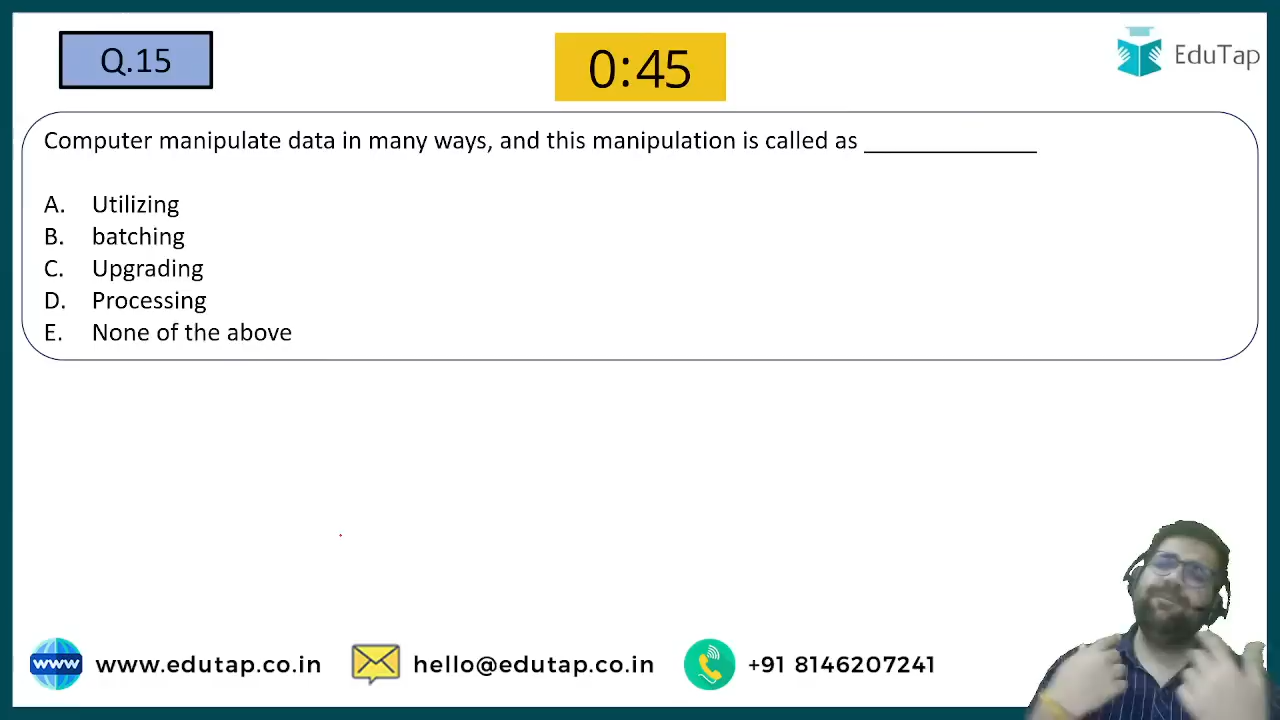 Q.15
0:45
EduTap
Computer manipulate data in many ways, and this manipulation is called as ______________
A. Utilizing
B. batching
C. Upgrading
D. Processing
E. None of the above
www
www.edutap.co.in
hello@edutap.co.in
+91 8146207241